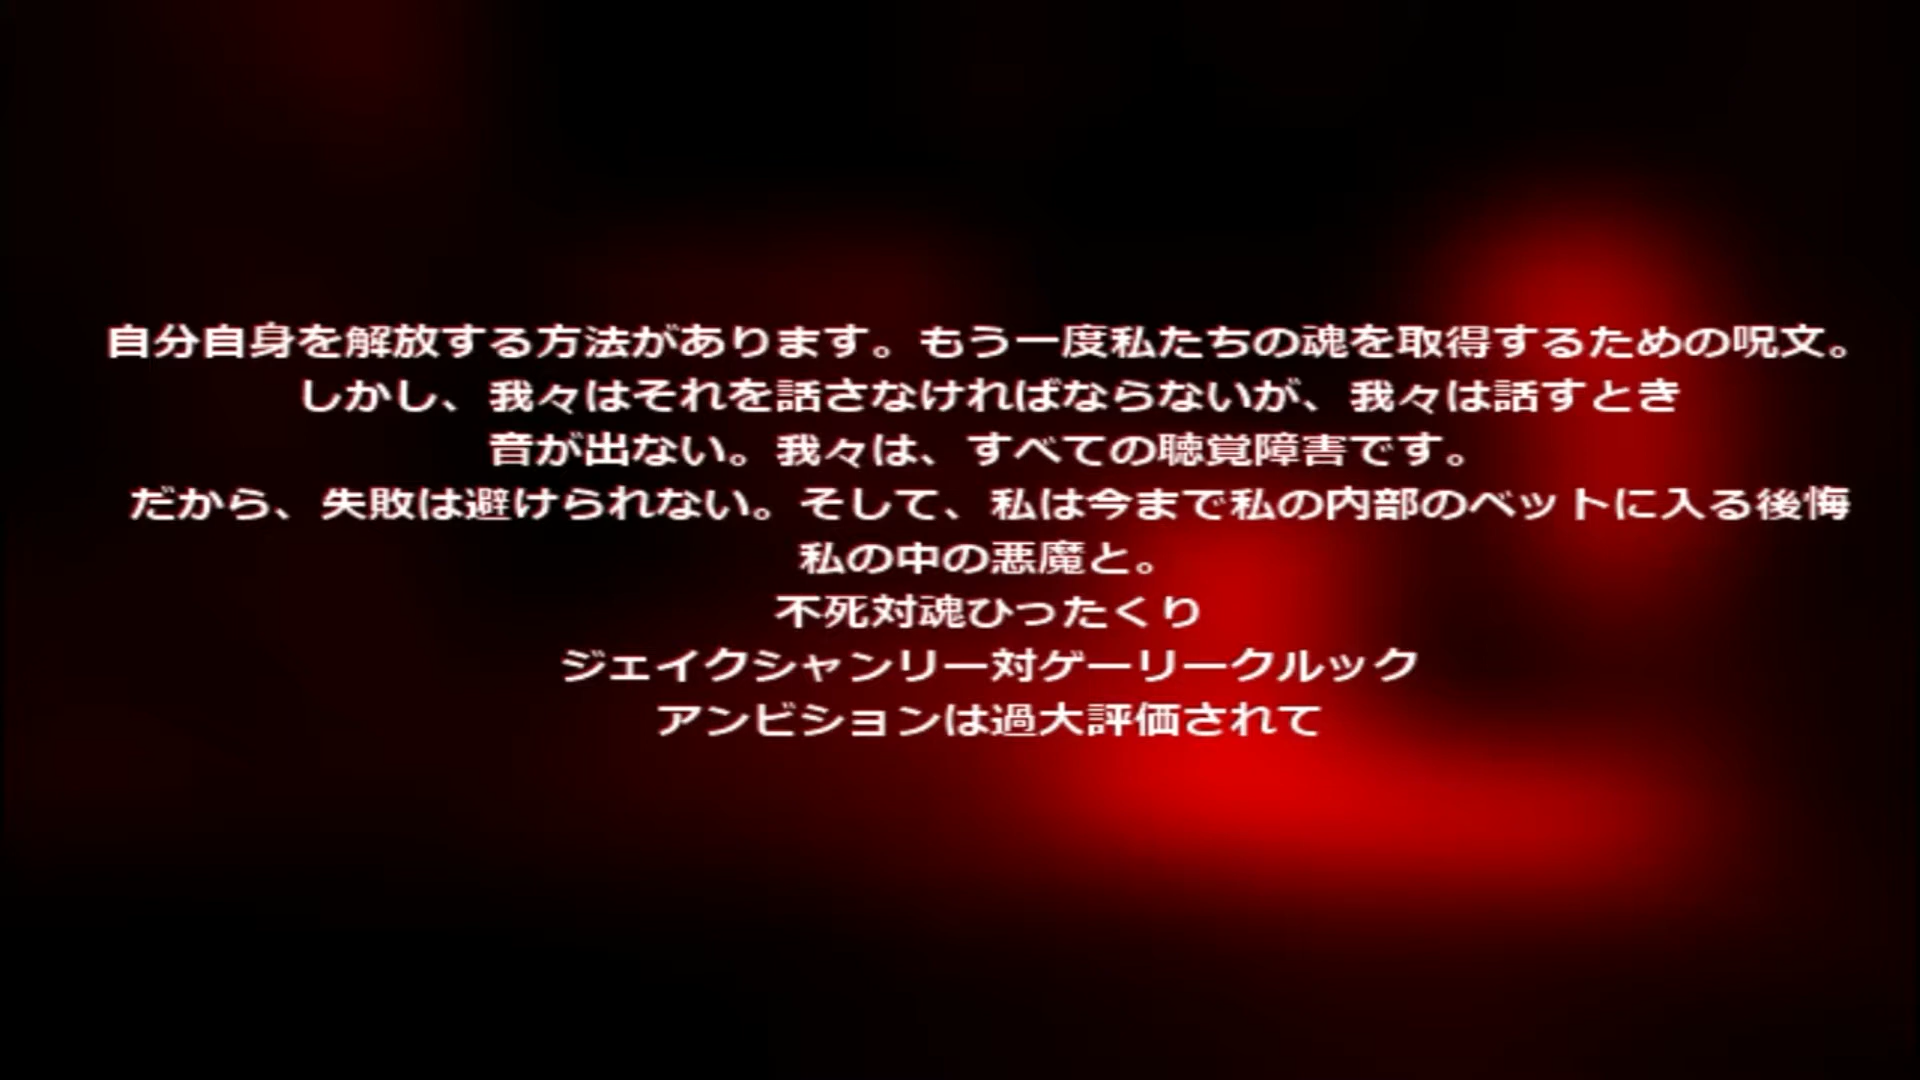 自分自身を解放する方法があります。もう一度私たちの魂を取得するための呪文。
しかし、我々はそれを話さなければならないが、我々は話すとき
音が出ない。我々は、すべての聴覚障害です。
だから、失敗は避けられない。そして、私は今まで私の内部のベットに入る後悔
私の中の悪魔と。
不死対魂ひったくり
ジェイクシャンリー対ゲーリークルック
アンビションは過大評価されて